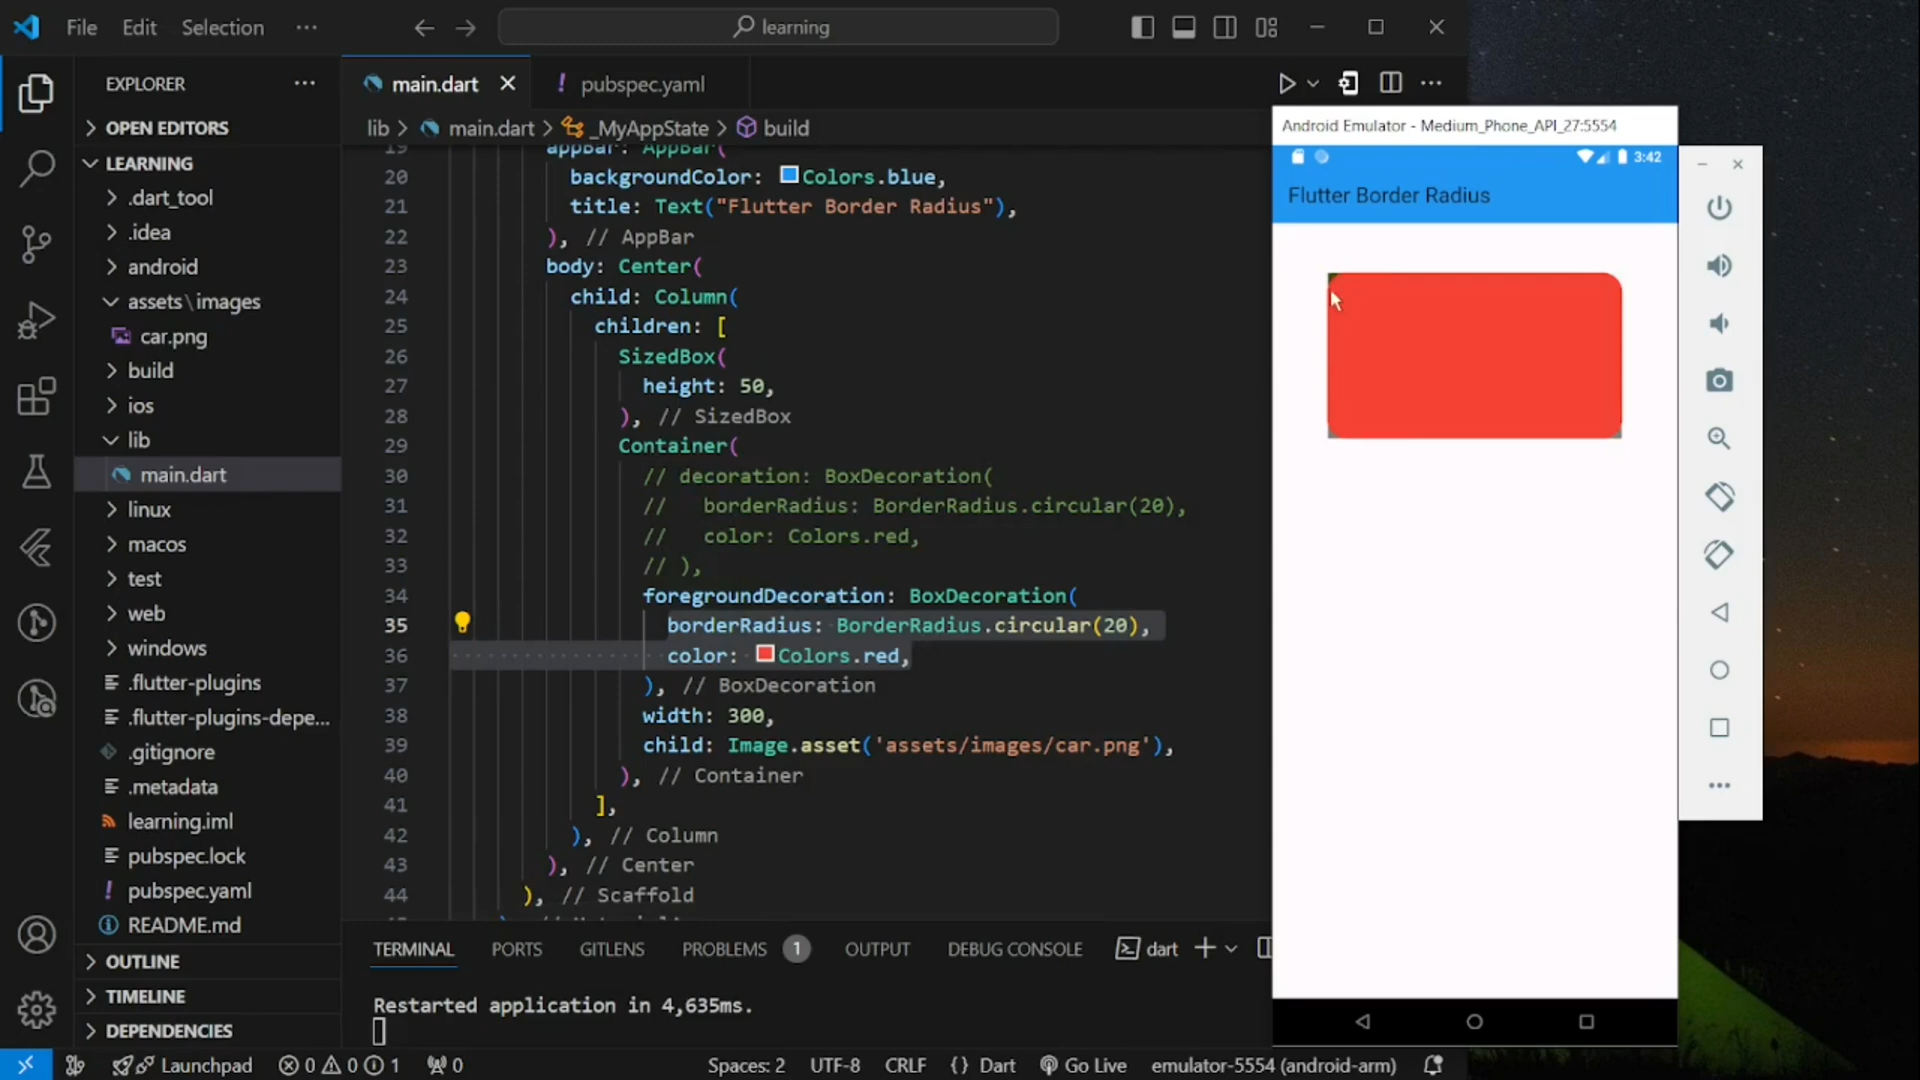 File Edit Selection ···
learning
EXPLORER ···
OPEN EDITORS
LEARNING
.dart_tool
.idea
android
assets\images
car.png
build
ios
lib
main.dart
linux
macos
test
web
windows
.flutter-plugins
.flutter-plugins-depe...
.gitignore
.metadata
learning.iml
pubspec.lock
! pubspec.yaml
README.md
OUTLINE
TIMELINE
DEPENDENCIES
main.dart
! pubspec.yaml
lib > main.dart > _MyAppState > build
19 appBar: AppBar(
20 backgroundColor: Colors.blue,
21 title: Text("Flutter Border Radius"),
22 ), // AppBar
23 body: Center(
24 child: Column(
25 children: [
26 SizedBox(
27 height: 50,
28 ), // SizedBox
29 Container(
30 // decoration: BoxDecoration(
31 // borderRadius: BorderRadius.circular(20),
32 // color: Colors.red,
33 // ),
34 foregroundDecoration: BoxDecoration(
35 borderRadius: BorderRadius.circular(20),
36 color: Colors.red,
37 ), // BoxDecoration
38 width: 300,
39 child: Image.asset('assets/images/car.png'),
40 ), // Container
41 ],
42 ), // Column
43 ), // Center
44 ), // Scaffold
TERMINAL PORTS GITLENS PROBLEMS 1 OUTPUT DEBUG CONSOLE dart
Restarted application in 4,635ms.
Launchpad 0 0 1 0 Spaces: 2 UTF-8 CRLF {} Dart Go Live emulator-5554 (android-arm)
Android Emulator - Medium_Phone_API_27:5554
3:42
Flutter Border Radius